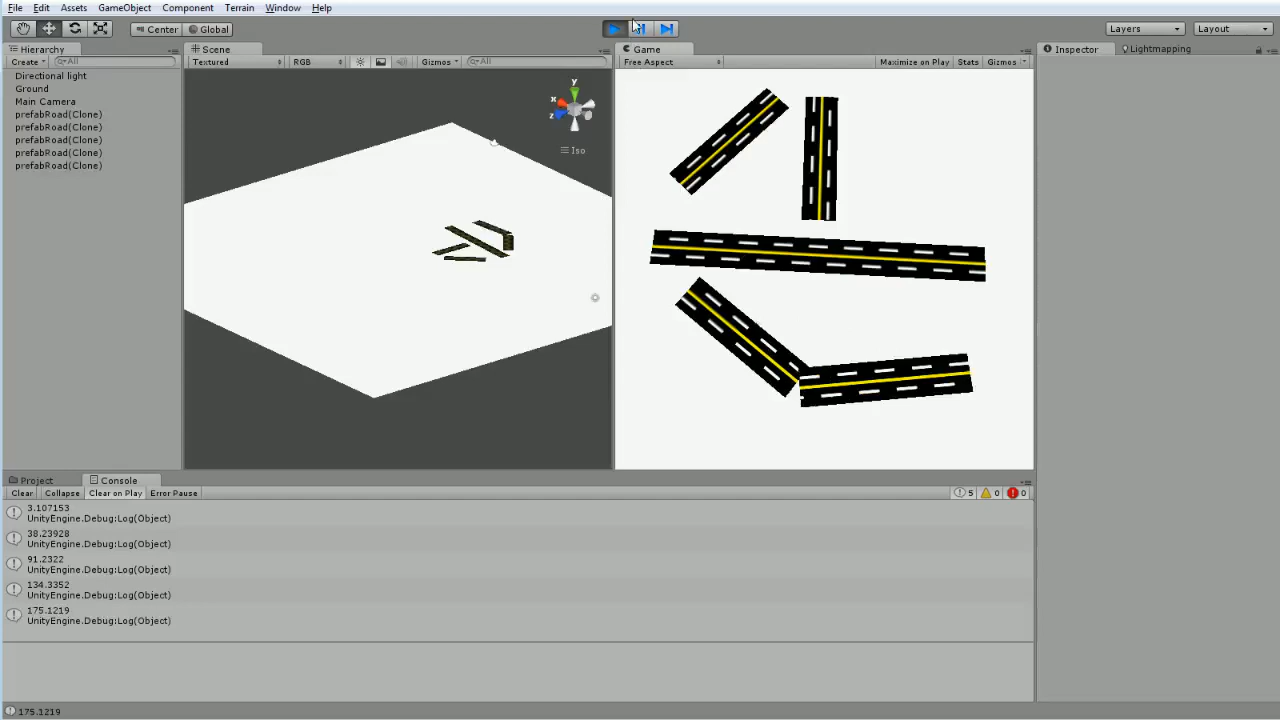 File Edit Assets GameObject Component Terrain Window Help
Center Global Layers Layout
Hierarchy Scene Game Inspector Lightmapping
Create All Textured RGB Gizmos All Free Aspect Maximize on Play Stats Gizmos
Directional light
Ground
Main Camera
prefabRoad(Clone)
prefabRoad(Clone)
prefabRoad(Clone)
prefabRoad(Clone)
prefabRoad(Clone)
y
x
z
Iso
Project Console
Clear Collapse Clear on Play Error Pause 5 0 0
3.107153
UnityEngine.Debug:Log(Object)
38.23928
UnityEngine.Debug:Log(Object)
91.2322
UnityEngine.Debug:Log(Object)
134.3352
UnityEngine.Debug:Log(Object)
175.1219
UnityEngine.Debug:Log(Object)
175.1219